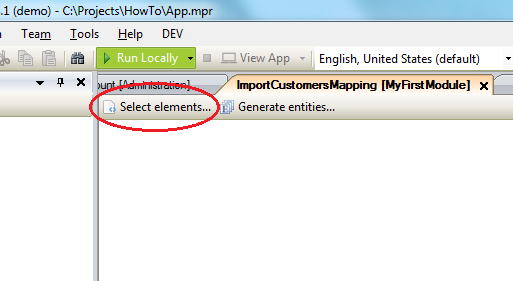 .1 (demo) - C:\Projects\HowTo\App.mpr
Team Tools Help DEV
Run Locally View App English, United States (default)
ount [Administration] ImportCustomersMapping [MyFirstModule]
Select elements... Generate entities...